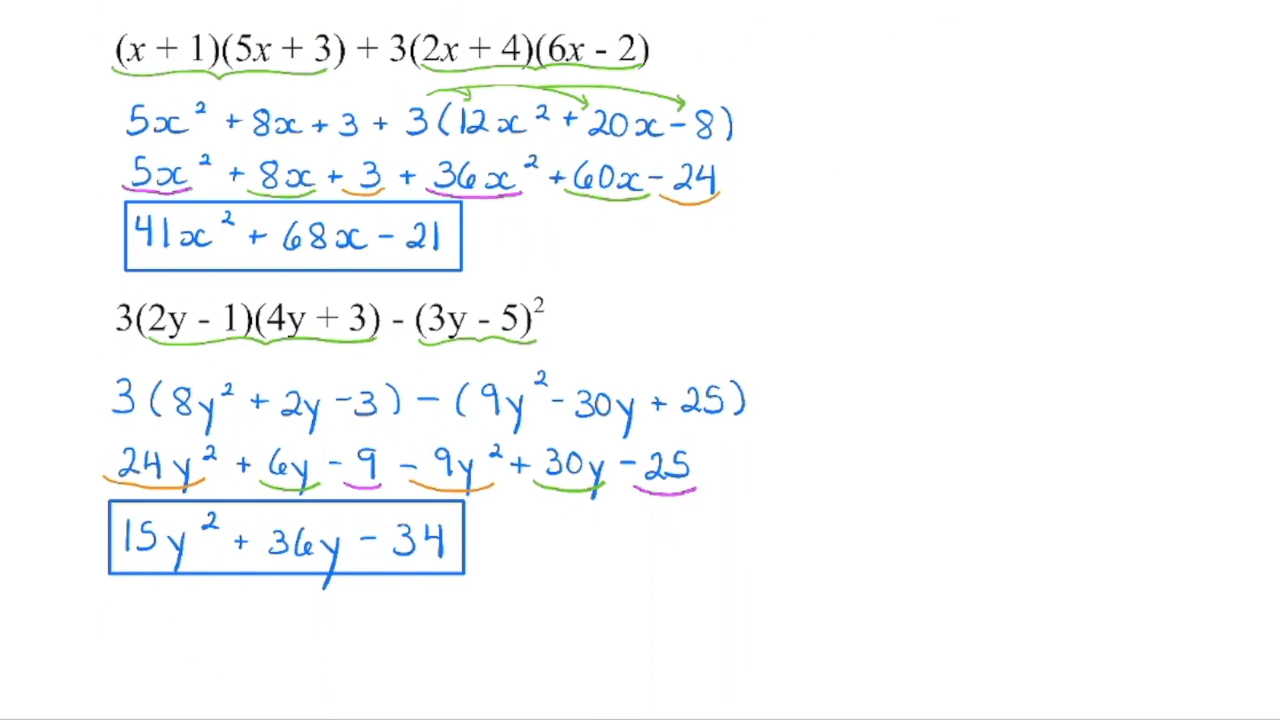 (x + 1)(5x + 3) + 3(2x + 4)(6x - 2)
5x² + 8x + 3 + 3(12x² + 20x - 8)
5x² + 8x + 3 + 36x² + 60x - 24
41x² + 68x - 21
3(2y - 1)(4y + 3) - (3y - 5)²
3(8y² + 2y - 3) - (9y² - 30y + 25)
24y² + 6y - 9 - 9y² + 30y - 25
15y² + 36y - 34